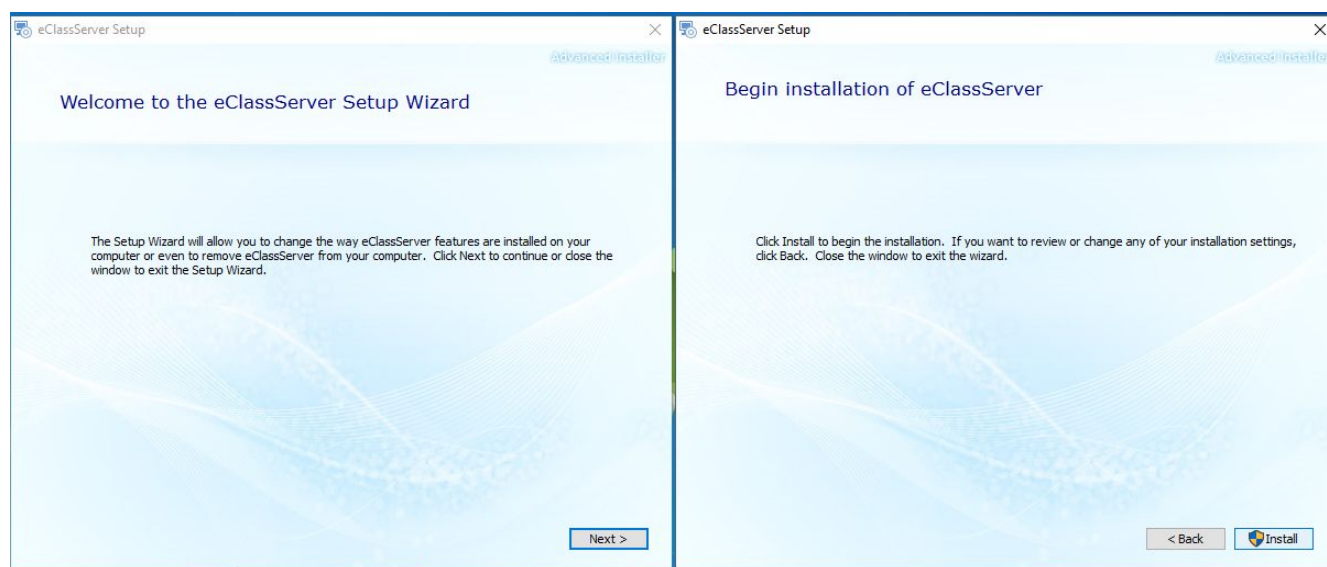 eClassServer Setup
Advanced Installer
Welcome to the eClassServer Setup Wizard
The Setup Wizard will allow you to change the way eClassServer features are installed on your
computer or even to remove eClassServer from your computer. Click Next to continue or close the
window to exit the Setup Wizard.
Next >
eClassServer Setup
Advanced Installer
Begin installation of eClassServer
Click Install to begin the installation. If you want to review or change any of your installation settings,
click Back. Close the window to exit the wizard.
< Back
Install